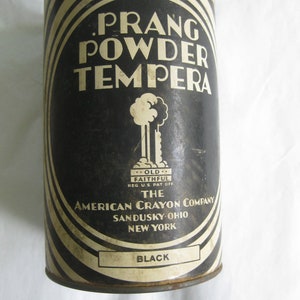 PRANG
POWDER
TEMPERA
OLD
FAITHFUL
REG. U.S. PAT. OFF.
THE
AMERICAN CRAYON COMPANY
SANDUSKY·OHIO
NEW YORK
BLACK